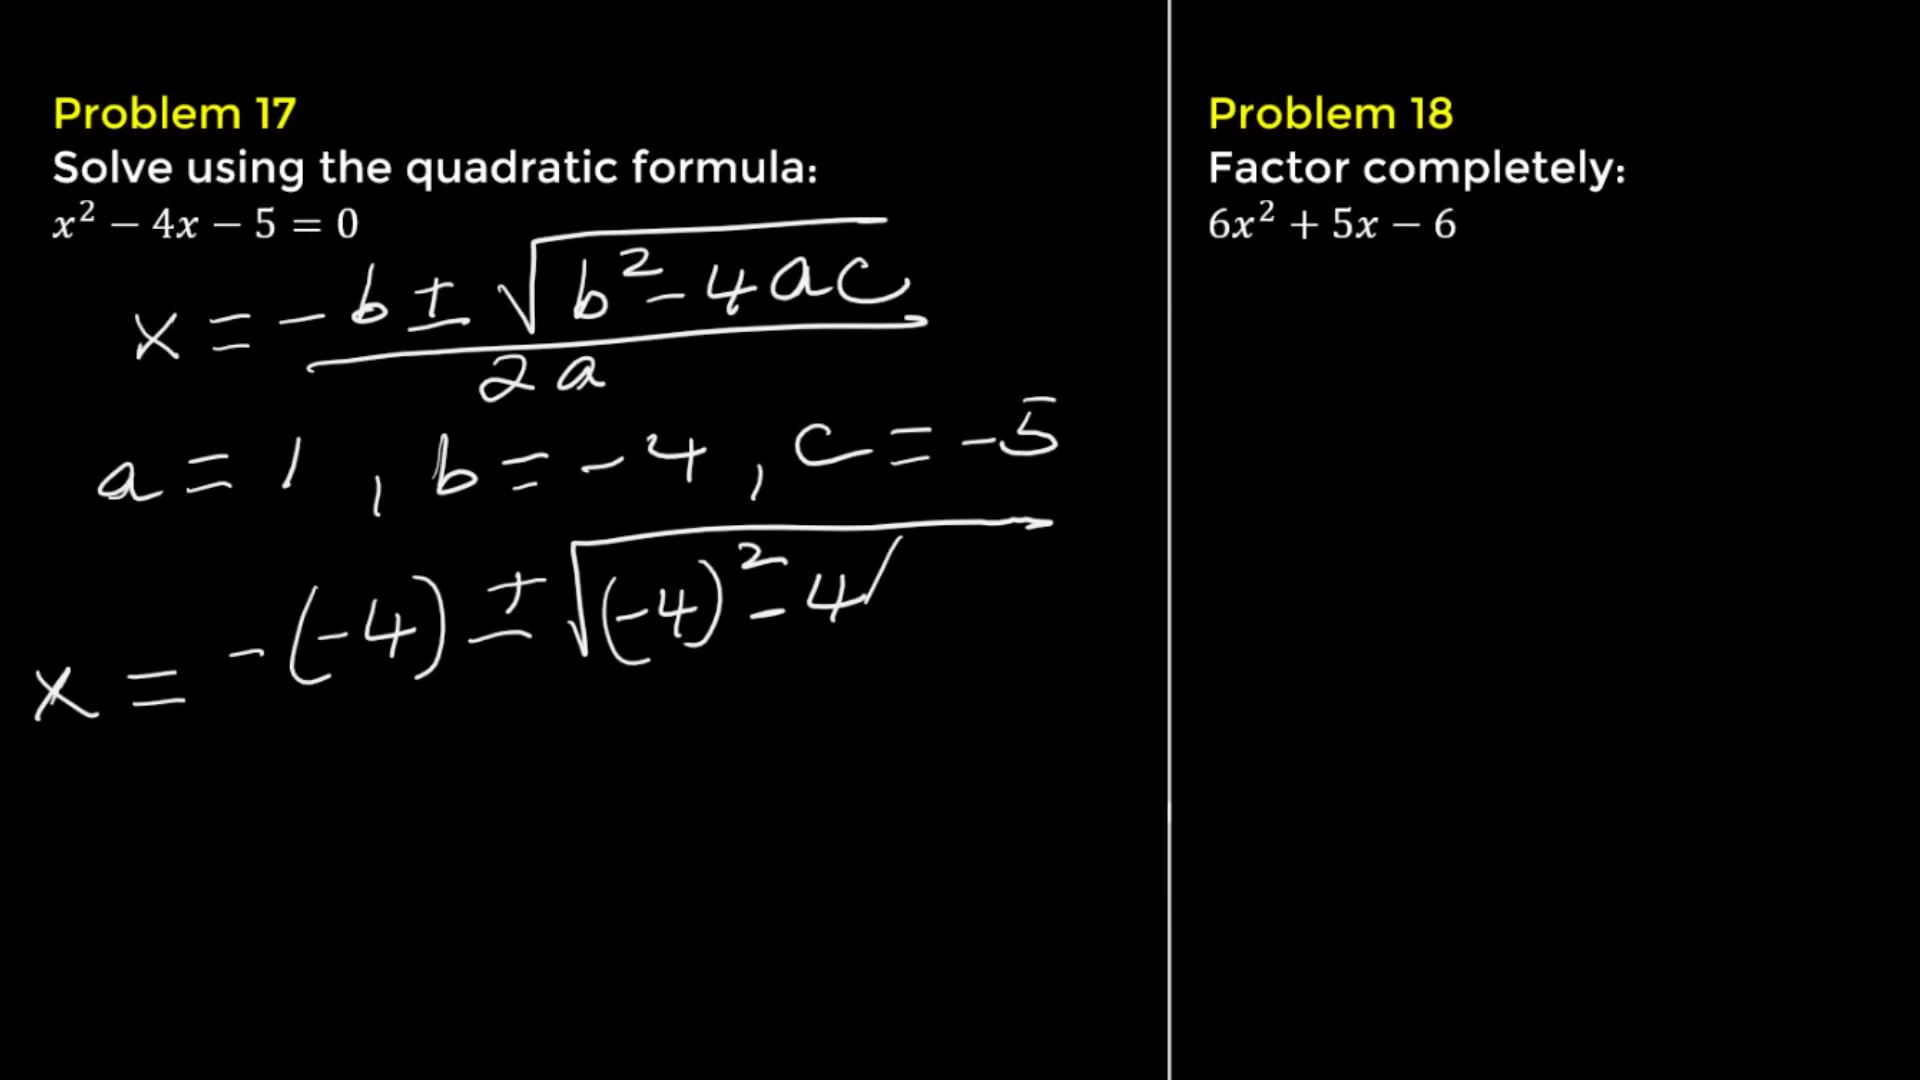 Problem 17
Solve using the quadratic formula:
x² − 4x − 5 = 0
x = −b ± √(b² − 4ac)
2a
a = 1, b = −4, c = −5
x = −(−4) ± √(−4)² − 4(
Problem 18
Factor completely:
6x² + 5x − 6